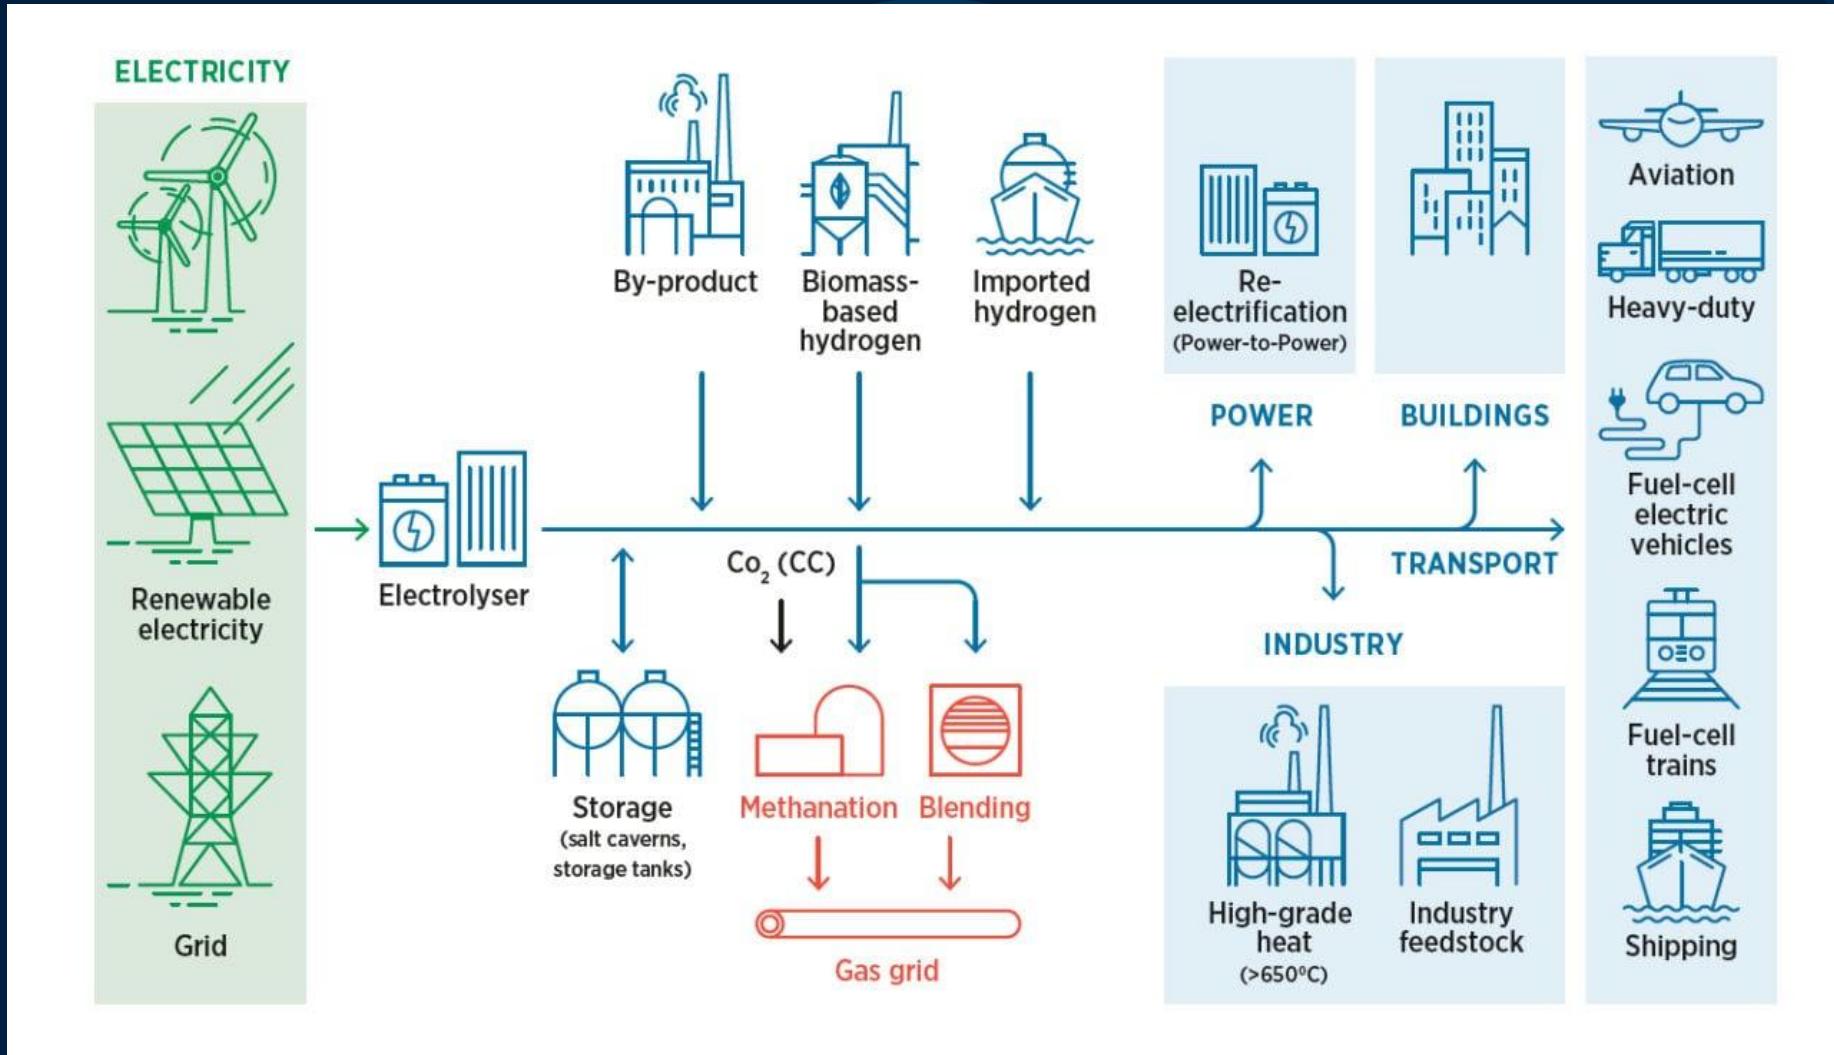 ELECTRICITY
Renewable
electricity
Grid
Electrolyser
By-product
Biomass-
based
hydrogen
Imported
hydrogen
Co₂ (CC)
Storage
(salt caverns,
storage tanks)
Methanation
Blending
Gas grid
Re-
electrification
(Power-to-Power)
POWER
BUILDINGS
TRANSPORT
INDUSTRY
High-grade
heat
(>650ºC)
Industry
feedstock
Aviation
Heavy-duty
Fuel-cell
electric
vehicles
Fuel-cell
trains
Shipping